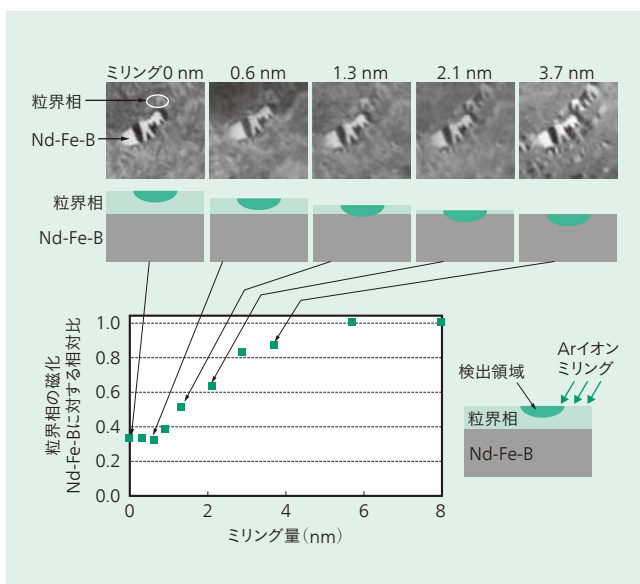 ミリング0 nm 0.6 nm 1.3 nm 2.1 nm 3.7 nm
粒界相
Nd-Fe-B
粒界相
Nd-Fe-B
粒界相の磁化
Nd-Fe-Bに対する相対比
1.0
0.8
0.6
0.4
0.2
0.0
0 2 4 6 8
ミリング量(nm)
検出領域
Arイオン
ミリング
粒界相
Nd-Fe-B